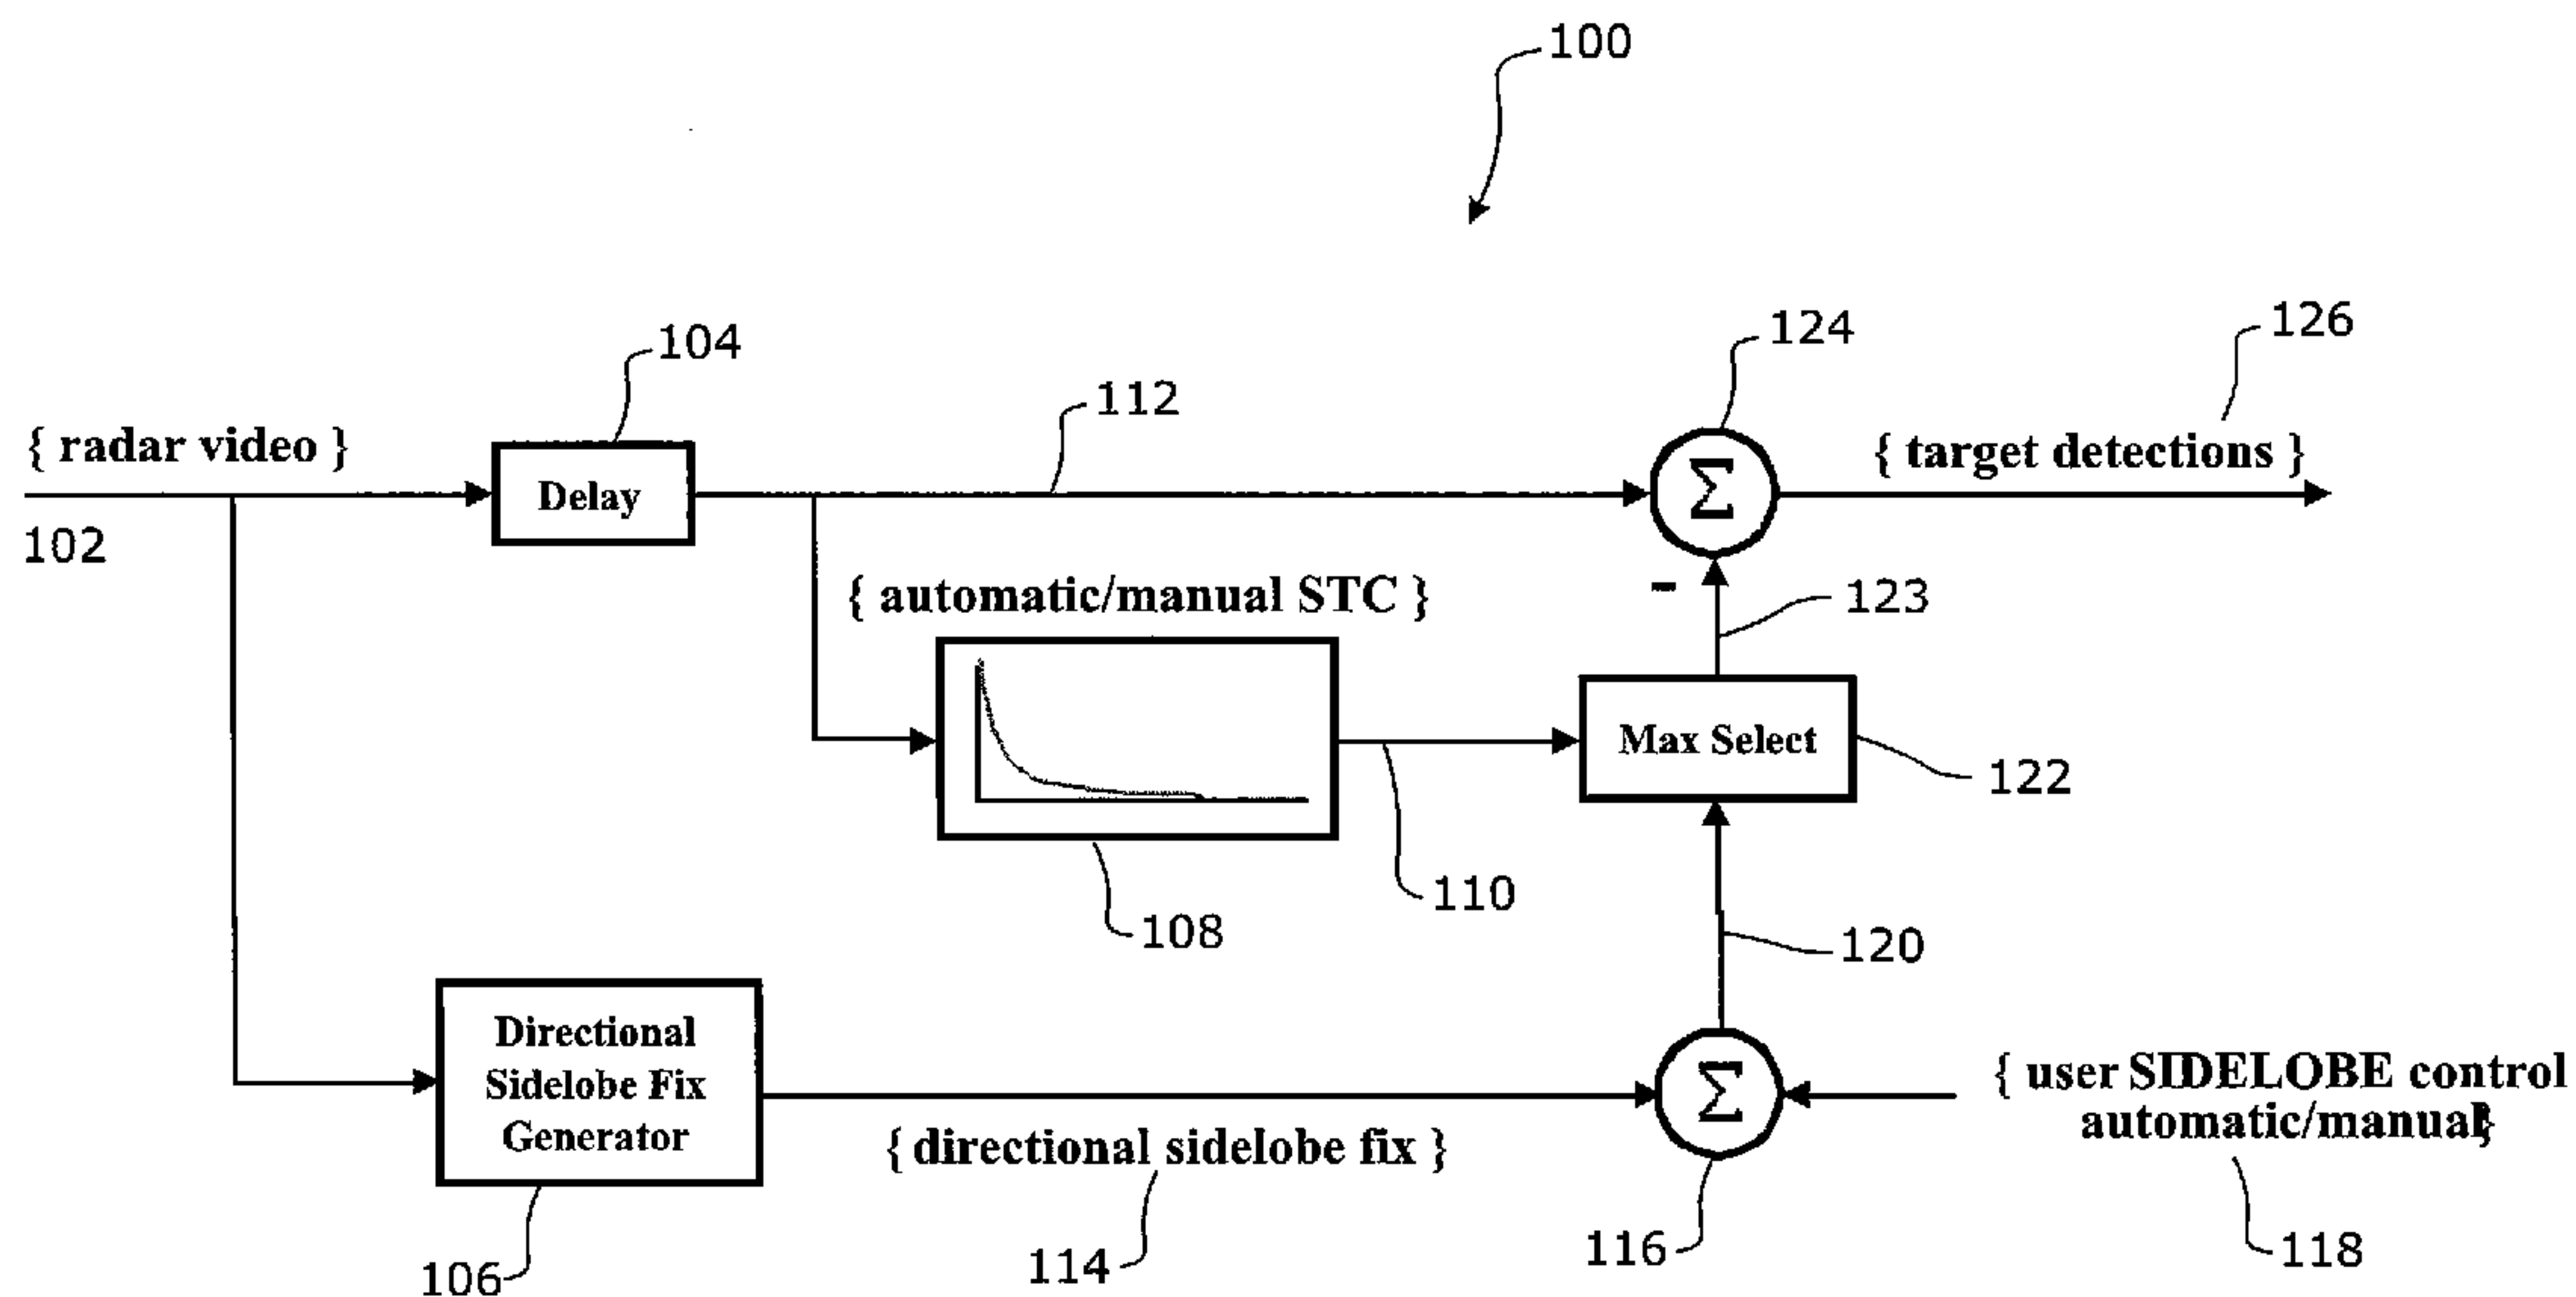 100
124
126
104
112
{ radar video }
{ target detections }
Delay
Σ
102
{ automatic/manual STC }
-
123
Max Select
122
110
108
120
Directional
Sidelobe Fix
Generator
Σ
{ user SIDELOBE control
automatic/manual}
{ directional sidelobe fix }
116
118
114
106